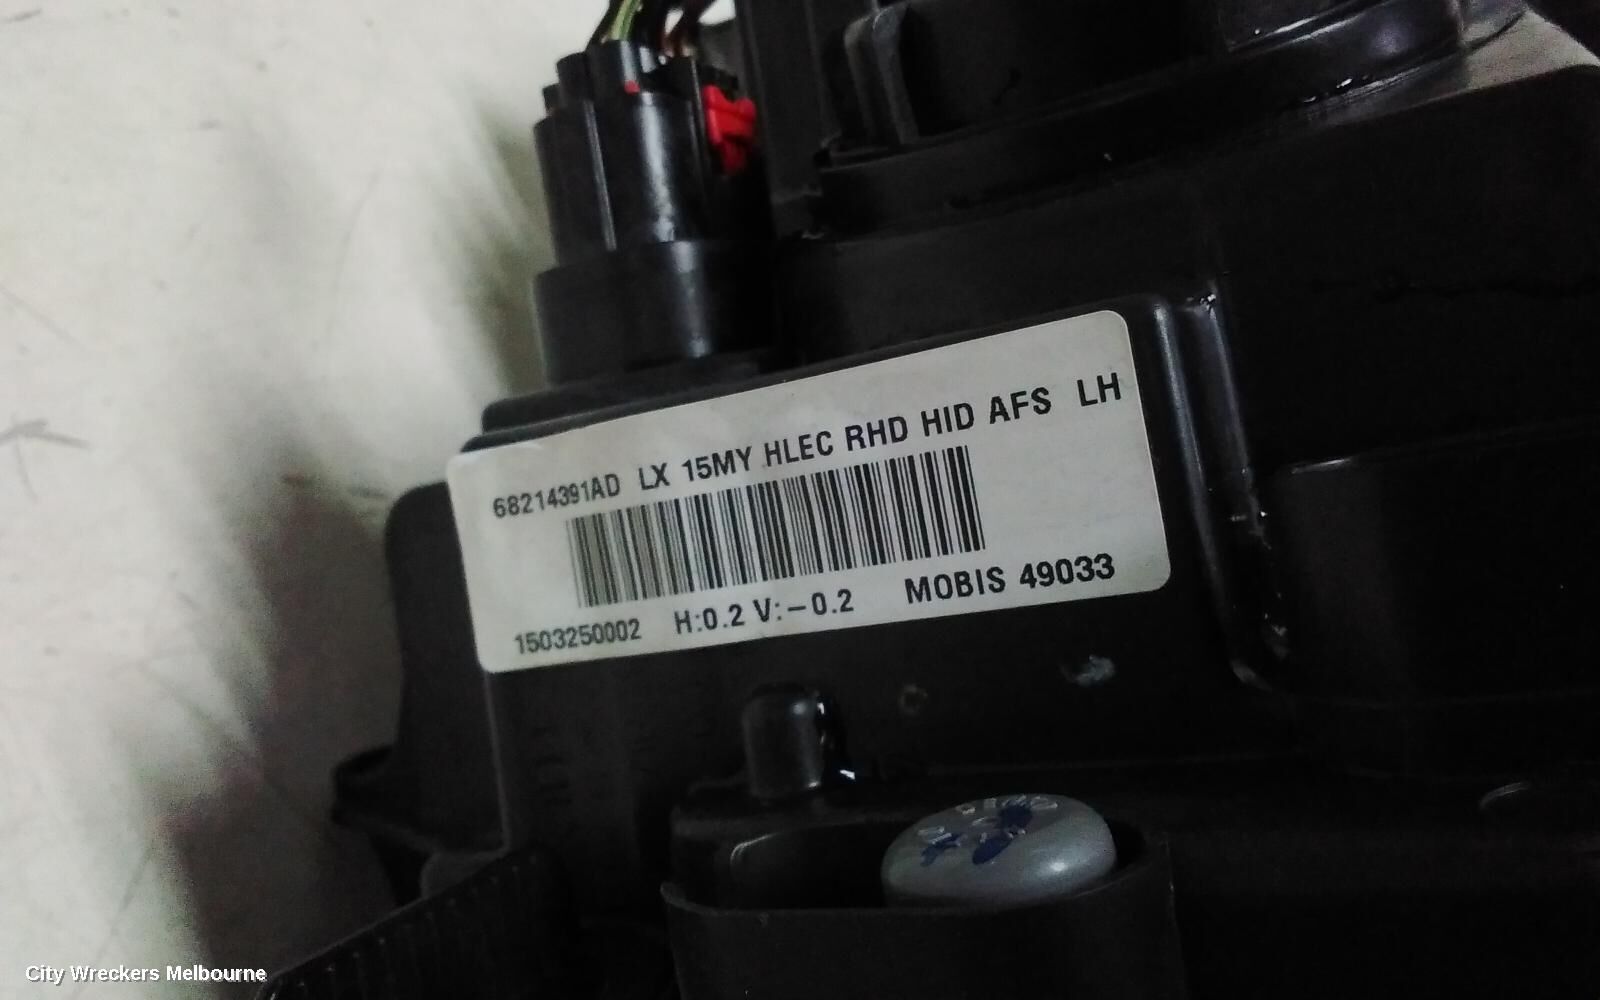 68214391AD LX 15MY HLEC RHD HID AFS LH
1503250002 H:0.2 V:-0.2 MOBIS 49033
City Wreckers Melbourne